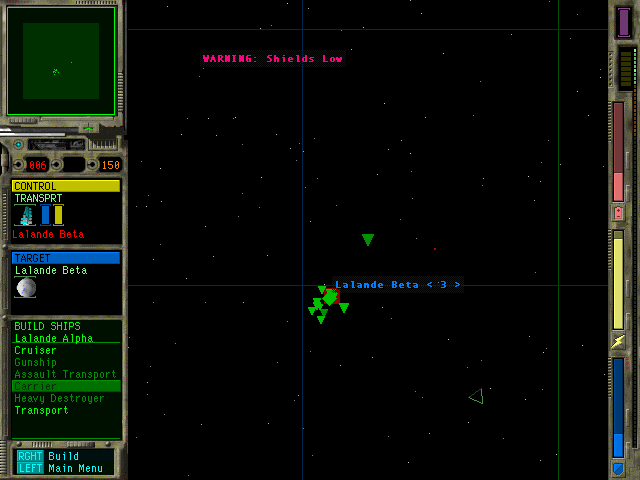 WARNING: Shields Low
006 150
CONTROL
TRANSPRT
Lalande Beta
TARGET
Lalande Beta
Lalande Beta < 3 >
BUILD SHIPS
Lalande Alpha
Cruiser
Gunship
Assault Transport
Carrier
Heavy Destroyer
Transport
RGHT Build
LEFT Main Menu